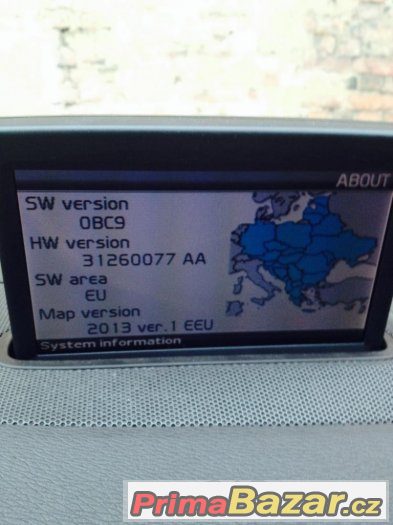 ABOUT
SW version
0BC9
HW version
31260077 AA
SW area
EU
Map version
2013 ver.1 EEU
System information
PrimaBazar.cz